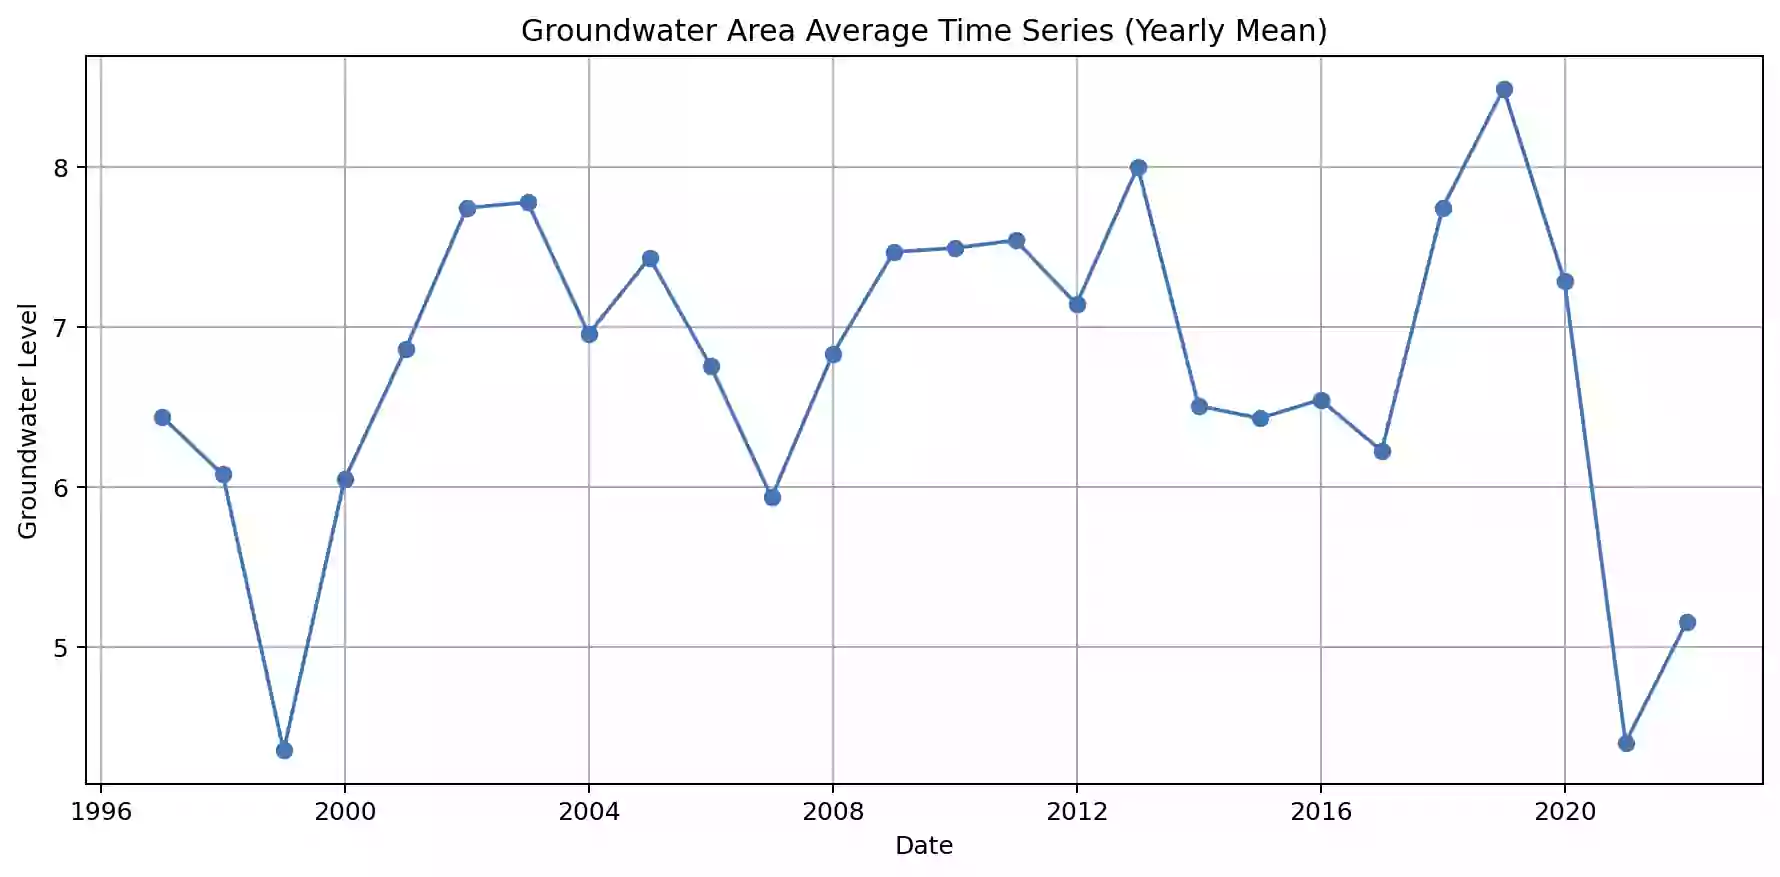 Groundwater Area Average Time Series (Yearly Mean)
Groundwater Level
8
7
6
5
1996 2000 2004 2008 2012 2016 2020
Date